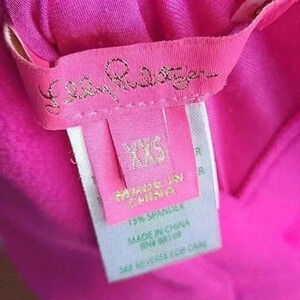 Lilly Pulitzer
XXS
MADE IN
CHINA
15% SPANDEX
MADE IN CHINA
SEE REVERSE FOR CARE